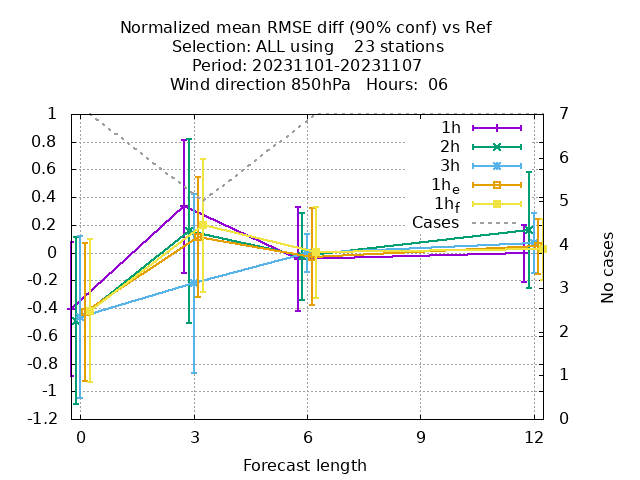 Normalized mean RMSE diff (90% conf) vs Ref
Selection: ALL using    23 stations
Period: 20231101-20231107
Wind direction 850hPa   Hours:  06
1
0.8
0.6
0.4
0.2
0
-0.2
-0.4
-0.6
-0.8
-1
-1.2
7
6
5
4
3
2
1
0
1h
2h
3h
1he
1hf
Cases
No cases
0 3 6 9 12
Forecast length